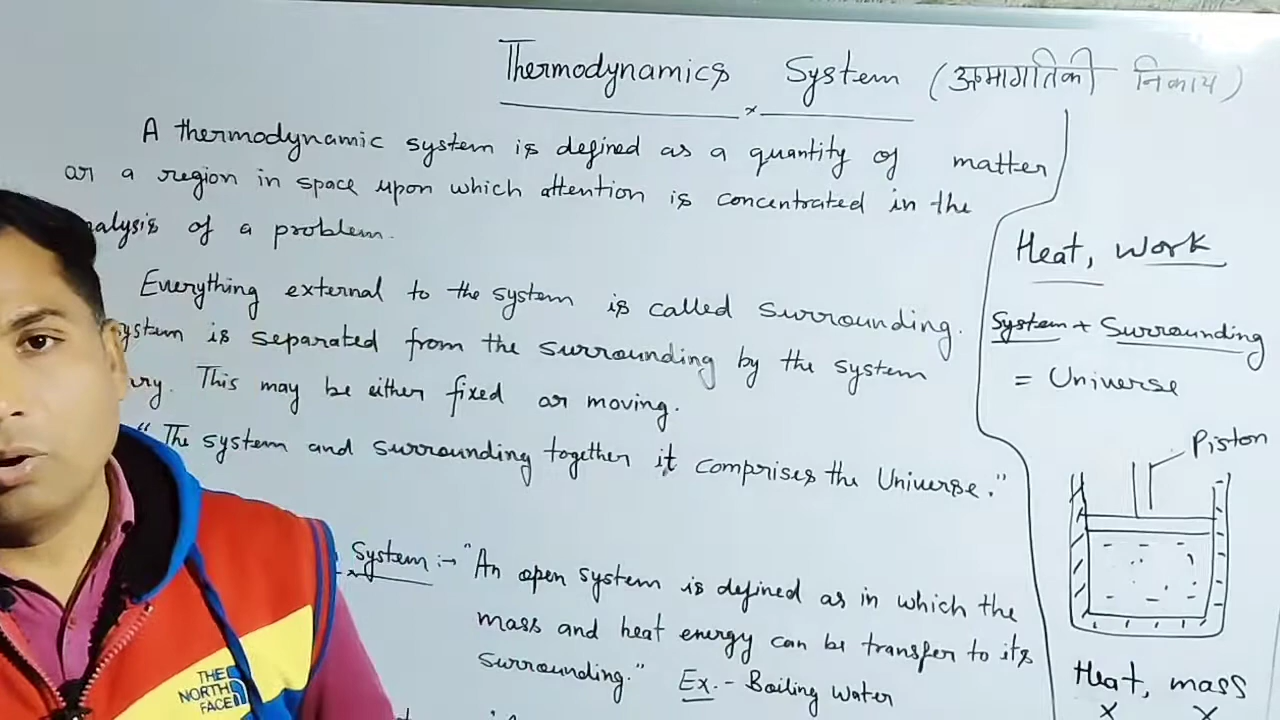 Thermodynamics System (ऊष्मागतिकी निकाय)
A thermodynamic system is defined as a quantity of matter
or a region in space upon which attention is concentrated in the
nalysis of a problem.
Everything external to the system is called surrounding.
ystem is separated from the surrounding by the system
ry. This may be either fixed or moving.
"The system and surrounding together it comprises the Universe."
System :→ "An open system is defined as in which the
mass and heat energy can be transfer to its
surrounding." Ex.- Boiling water
Heat, Work
System + Surrounding
= Universe
Piston
Heat, mass
x x
THE
NORTH
FACE